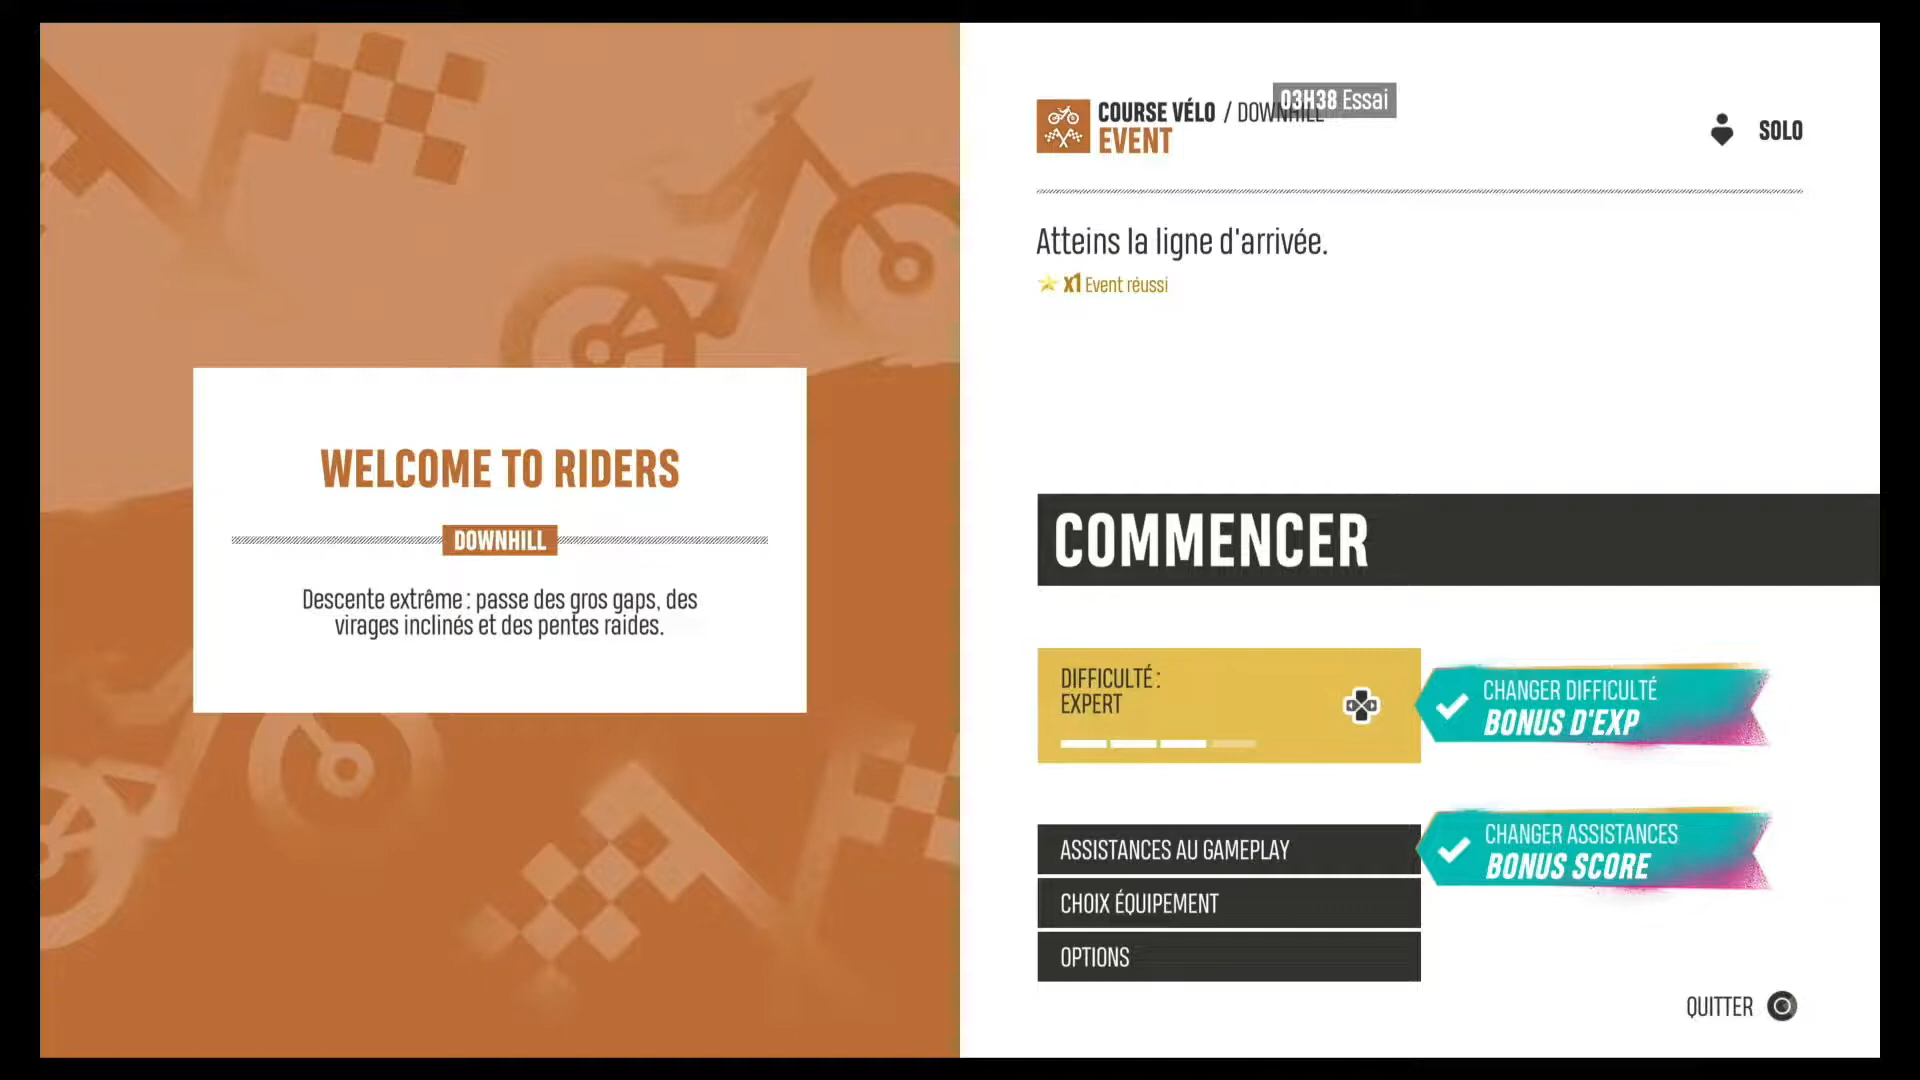 WELCOME TO RIDERS
DOWNHILL
Descente extrême : passe des gros gaps, des
virages inclinés et des pentes raides.
COURSE VÉLO / DOWNHILL
03H38 Essai
EVENT
SOLO
Atteins la ligne d'arrivée.
x1 Event réussi
COMMENCER
DIFFICULTÉ :
EXPERT
CHANGER DIFFICULTÉ
BONUS D'EXP
ASSISTANCES AU GAMEPLAY
CHANGER ASSISTANCES
BONUS SCORE
CHOIX ÉQUIPEMENT
OPTIONS
QUITTER